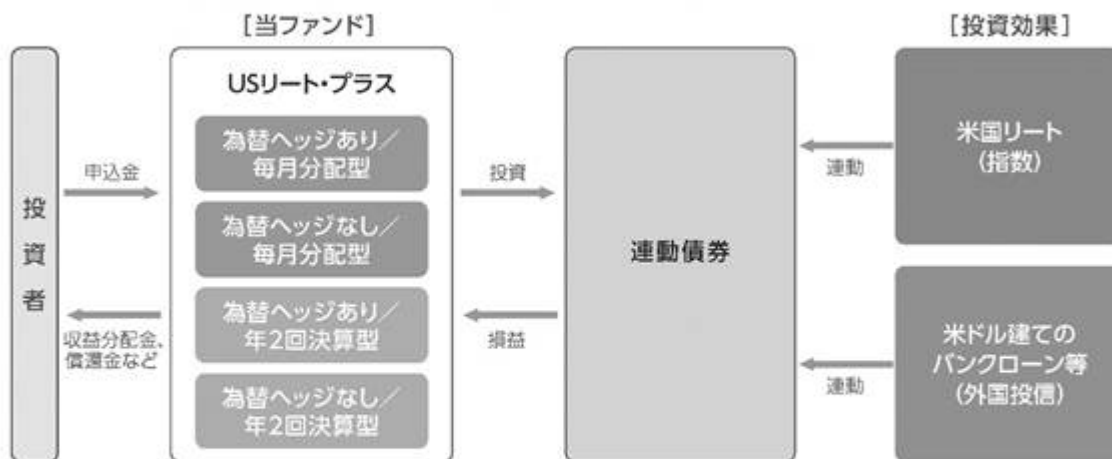 [当ファンド]
[投資効果]
投資者
申込金
収益分配金、
償還金など
USリート・プラス
為替ヘッジあり/
毎月分配型
為替ヘッジなし/
毎月分配型
為替ヘッジあり/
年2回決算型
為替ヘッジなし/
年2回決算型
投資
損益
連動債券
連動
連動
米国リート
(指数)
米ドル建ての
バンクローン等
(外国投信)